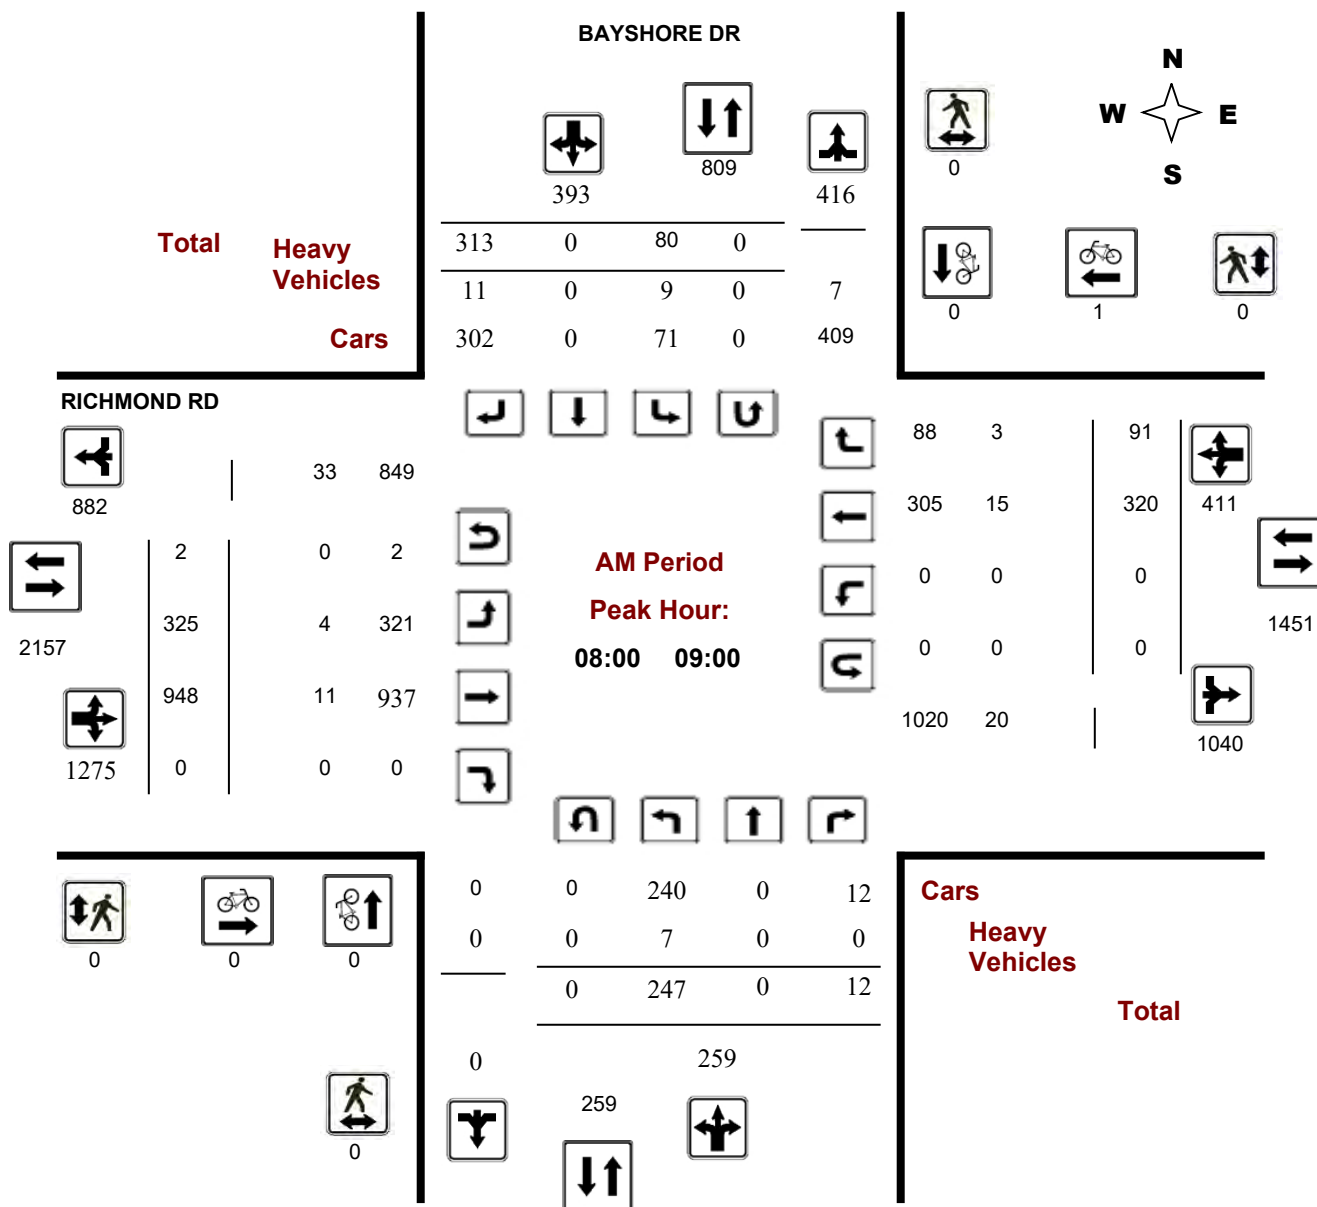 BAYSHORE DR
N
W E
S
809
0
393 416
Total Heavy
Vehicles
Cars
313 0 80 0
11 0 9 0 7
302 0 71 0 409
0 1 0
RICHMOND RD
882
33 849
2 0 2
325 4 321
2157
948 11 937
1275
0 0 0
AM Period
Peak Hour:
08:00 09:00
88 3 91
305 15 320 411
0 0 0
1451
0 0 0
1020 20
1040
0 0 240 0 12
0 0 7 0 0
0 247 0 12
0 259
259
0 0 0
0
Cars
Heavy
Vehicles
Total